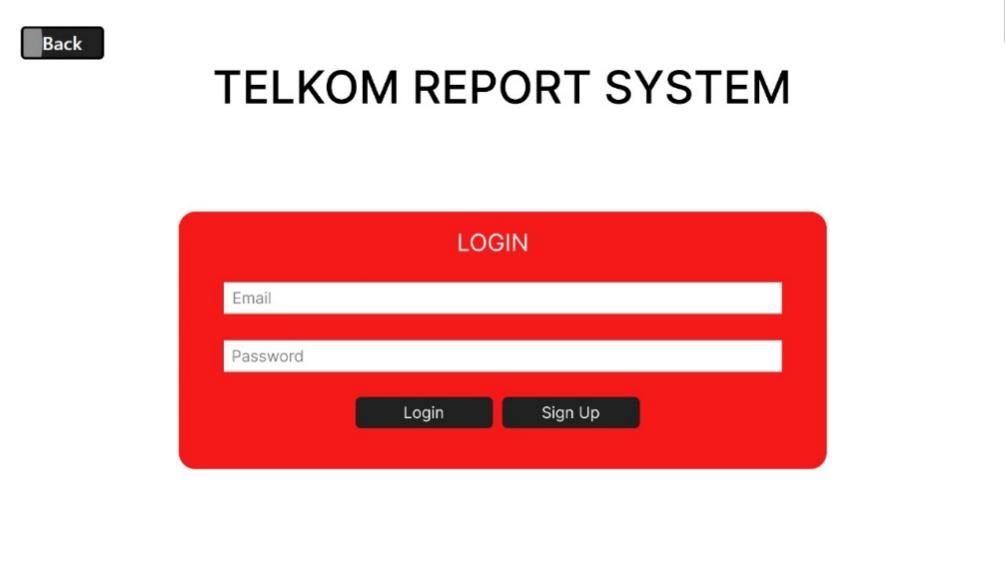 Back
TELKOM REPORT SYSTEM
LOGIN
Email
Password
Login Sign Up